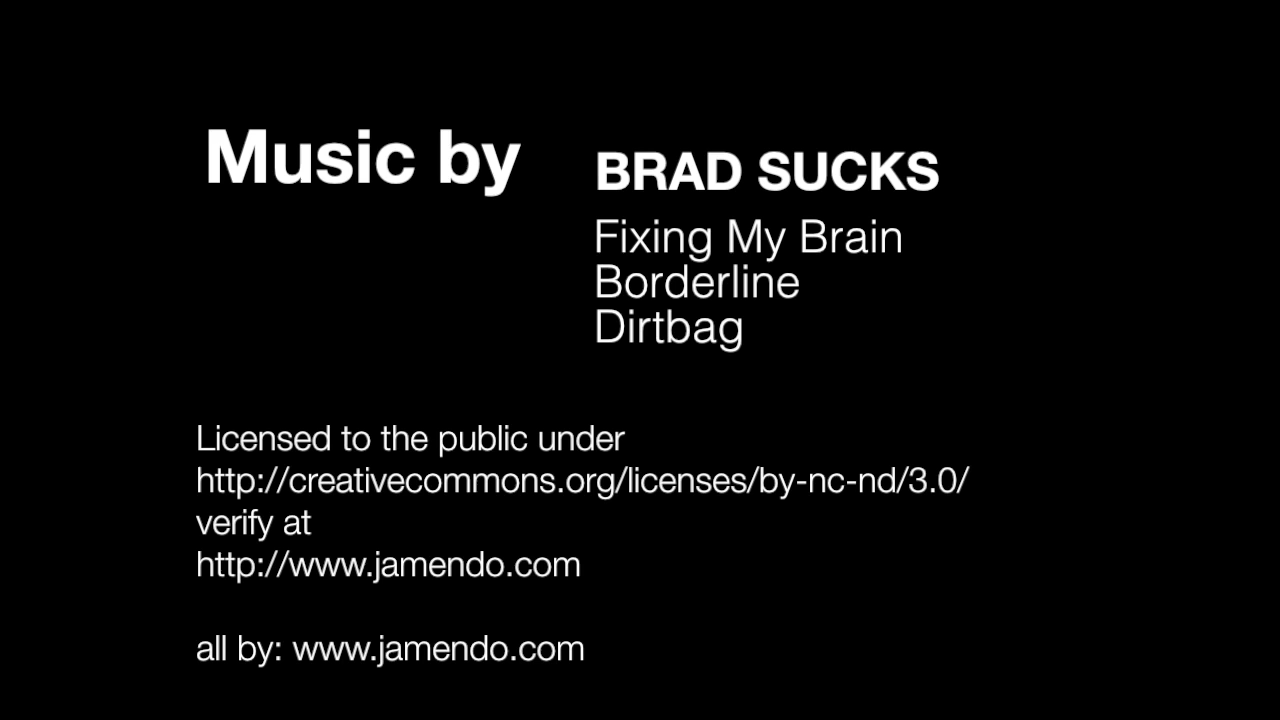 Music by
BRAD SUCKS
Fixing My Brain
Borderline
Dirtbag
Licensed to the public under
http://creativecommons.org/licenses/by-nc-nd/3.0/
verify at
http://www.jamendo.com
all by: www.jamendo.com